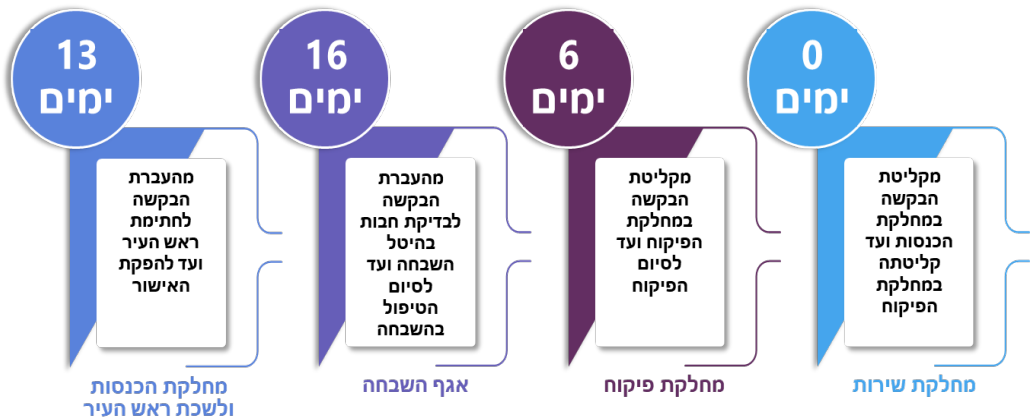 0
ימים
מקליטת
הבקשה
במחלקת
הכנסות ועד
קליטתה
במחלקת
הפיקוח
מחלקת שירות
6
ימים
מקליטת
הבקשה
במחלקת
הפיקוח ועד
לסיום
הפיקוח
מחלקת פיקוח
16
ימים
מהעברת
הבקשה
לבדיקת חבות
בהיטל
השבחה ועד
לסיום
הטיפול
בהשבחה
אגף השבחה
13
ימים
מהעברת
הבקשה
לחתימת
ראש העיר
ועד להפקת
האישור
מחלקת הכנסות
ולשכת ראש העיר